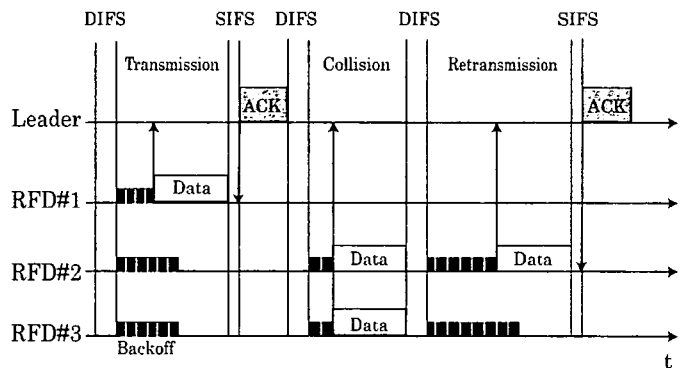 DIFS SIFS DIFS DIFS SIFS
Transmission Collision Retransmission
ACK ACK
Leader
Data
RFD#1
Data Data
RFD#2
Data
RFD#3
Backoff
t